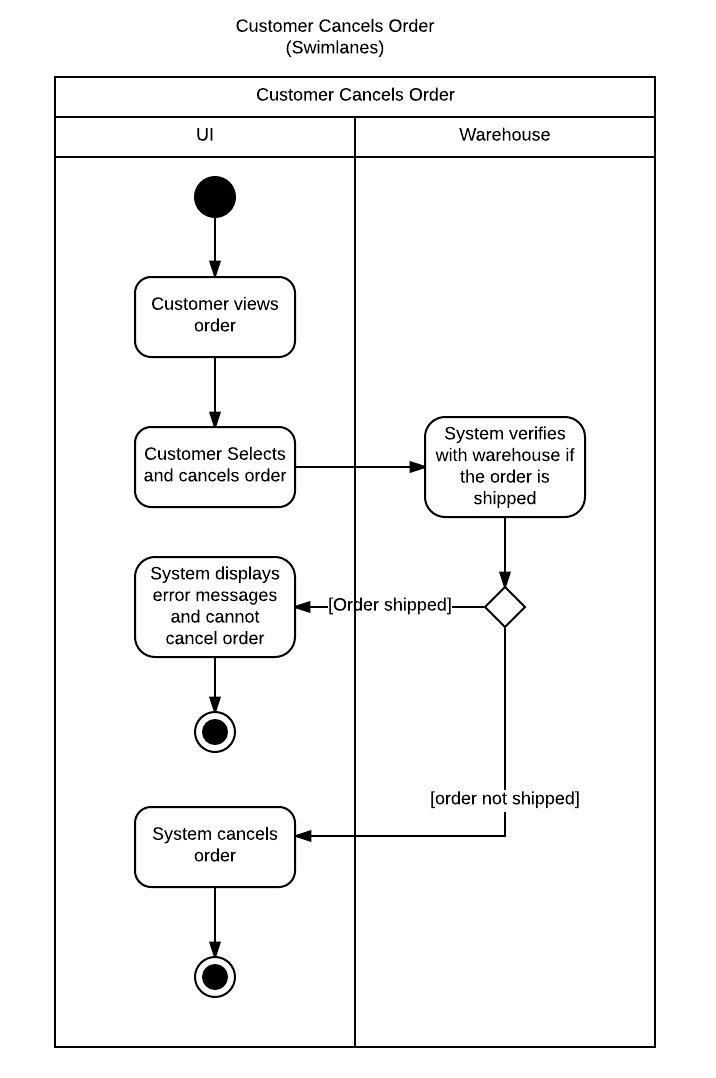 Customer Cancels Order
(Swimlanes)
Customer Cancels Order
UI
Warehouse
Customer views
order
Customer Selects
and cancels order
System verifies
with warehouse if
the order is
shipped
System displays
error messages
and cannot
cancel order
[Order shipped]
[order not shipped]
System cancels
order